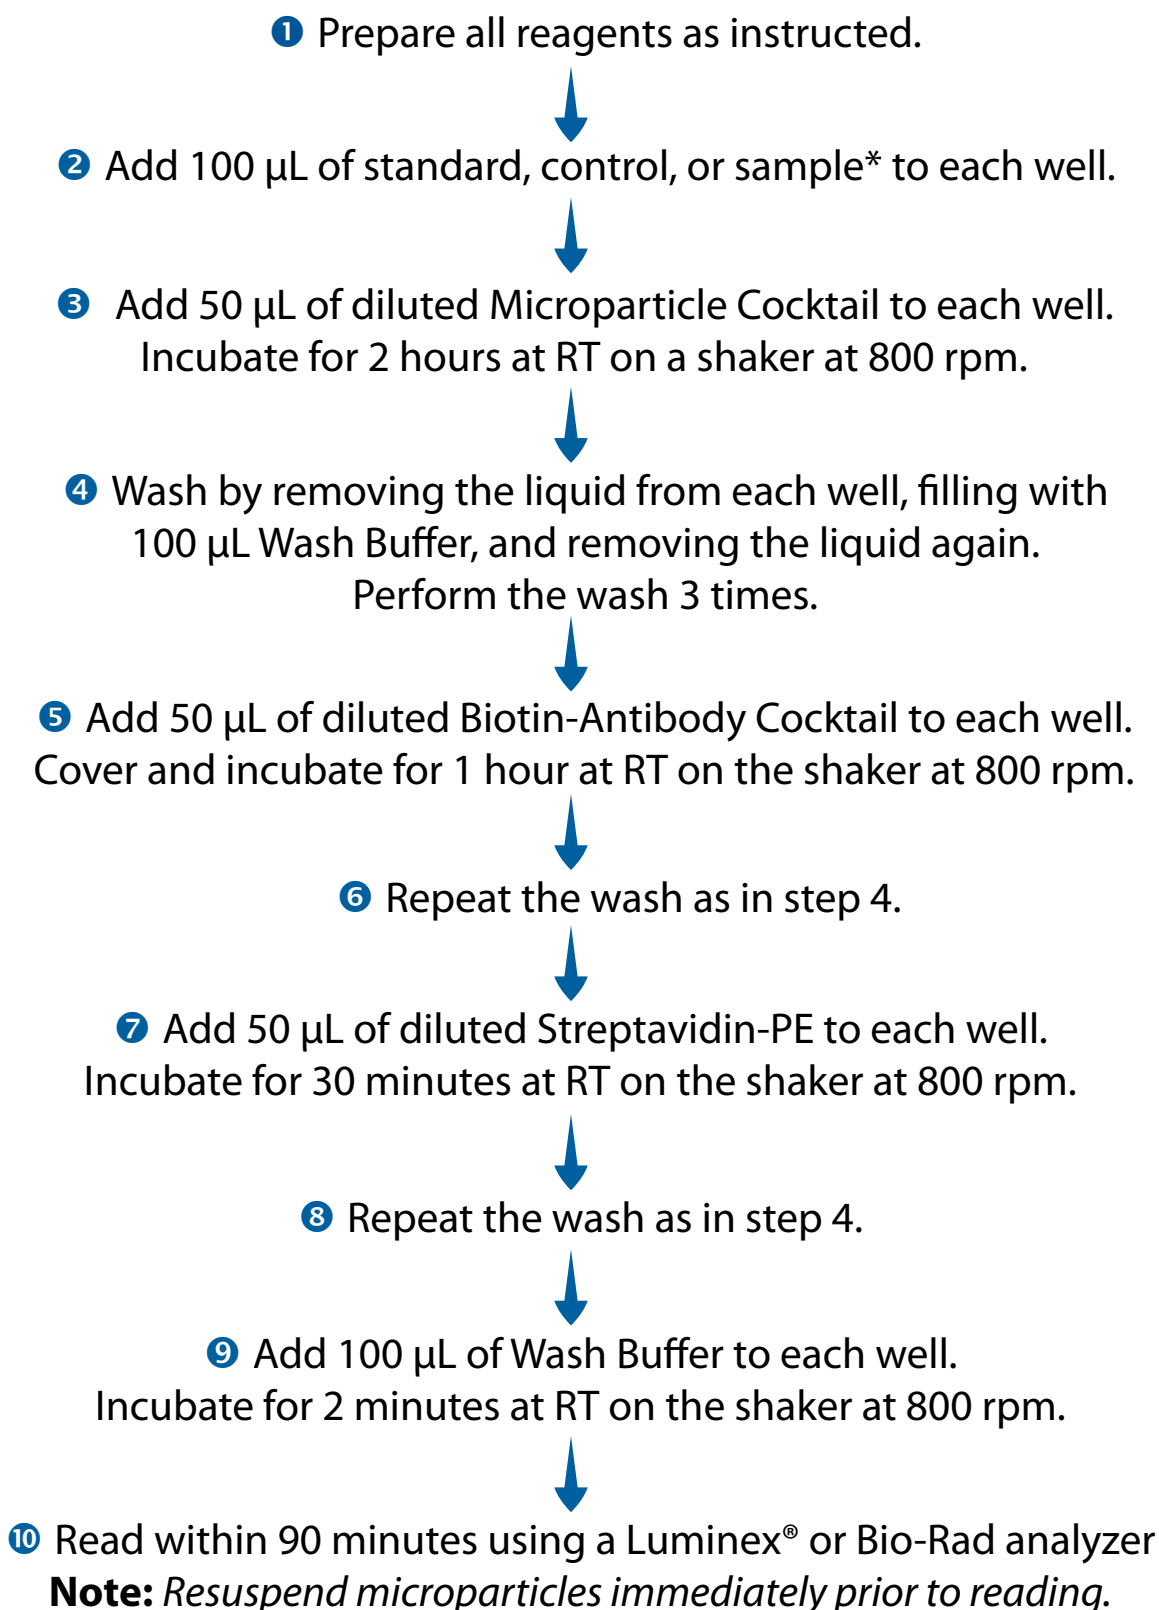 ❶ Prepare all reagents as instructed.
❷ Add 100 µL of standard, control, or sample* to each well.
❸ Add 50 µL of diluted Microparticle Cocktail to each well.
Incubate for 2 hours at RT on a shaker at 800 rpm.
❹ Wash by removing the liquid from each well, filling with
100 µL Wash Buffer, and removing the liquid again.
Perform the wash 3 times.
❺ Add 50 µL of diluted Biotin-Antibody Cocktail to each well.
Cover and incubate for 1 hour at RT on the shaker at 800 rpm.
❻ Repeat the wash as in step 4.
❼ Add 50 µL of diluted Streptavidin-PE to each well.
Incubate for 30 minutes at RT on the shaker at 800 rpm.
❽ Repeat the wash as in step 4.
❾ Add 100 µL of Wash Buffer to each well.
Incubate for 2 minutes at RT on the shaker at 800 rpm.
❿ Read within 90 minutes using a Luminex® or Bio-Rad analyzer
Note: Resuspend microparticles immediately prior to reading.